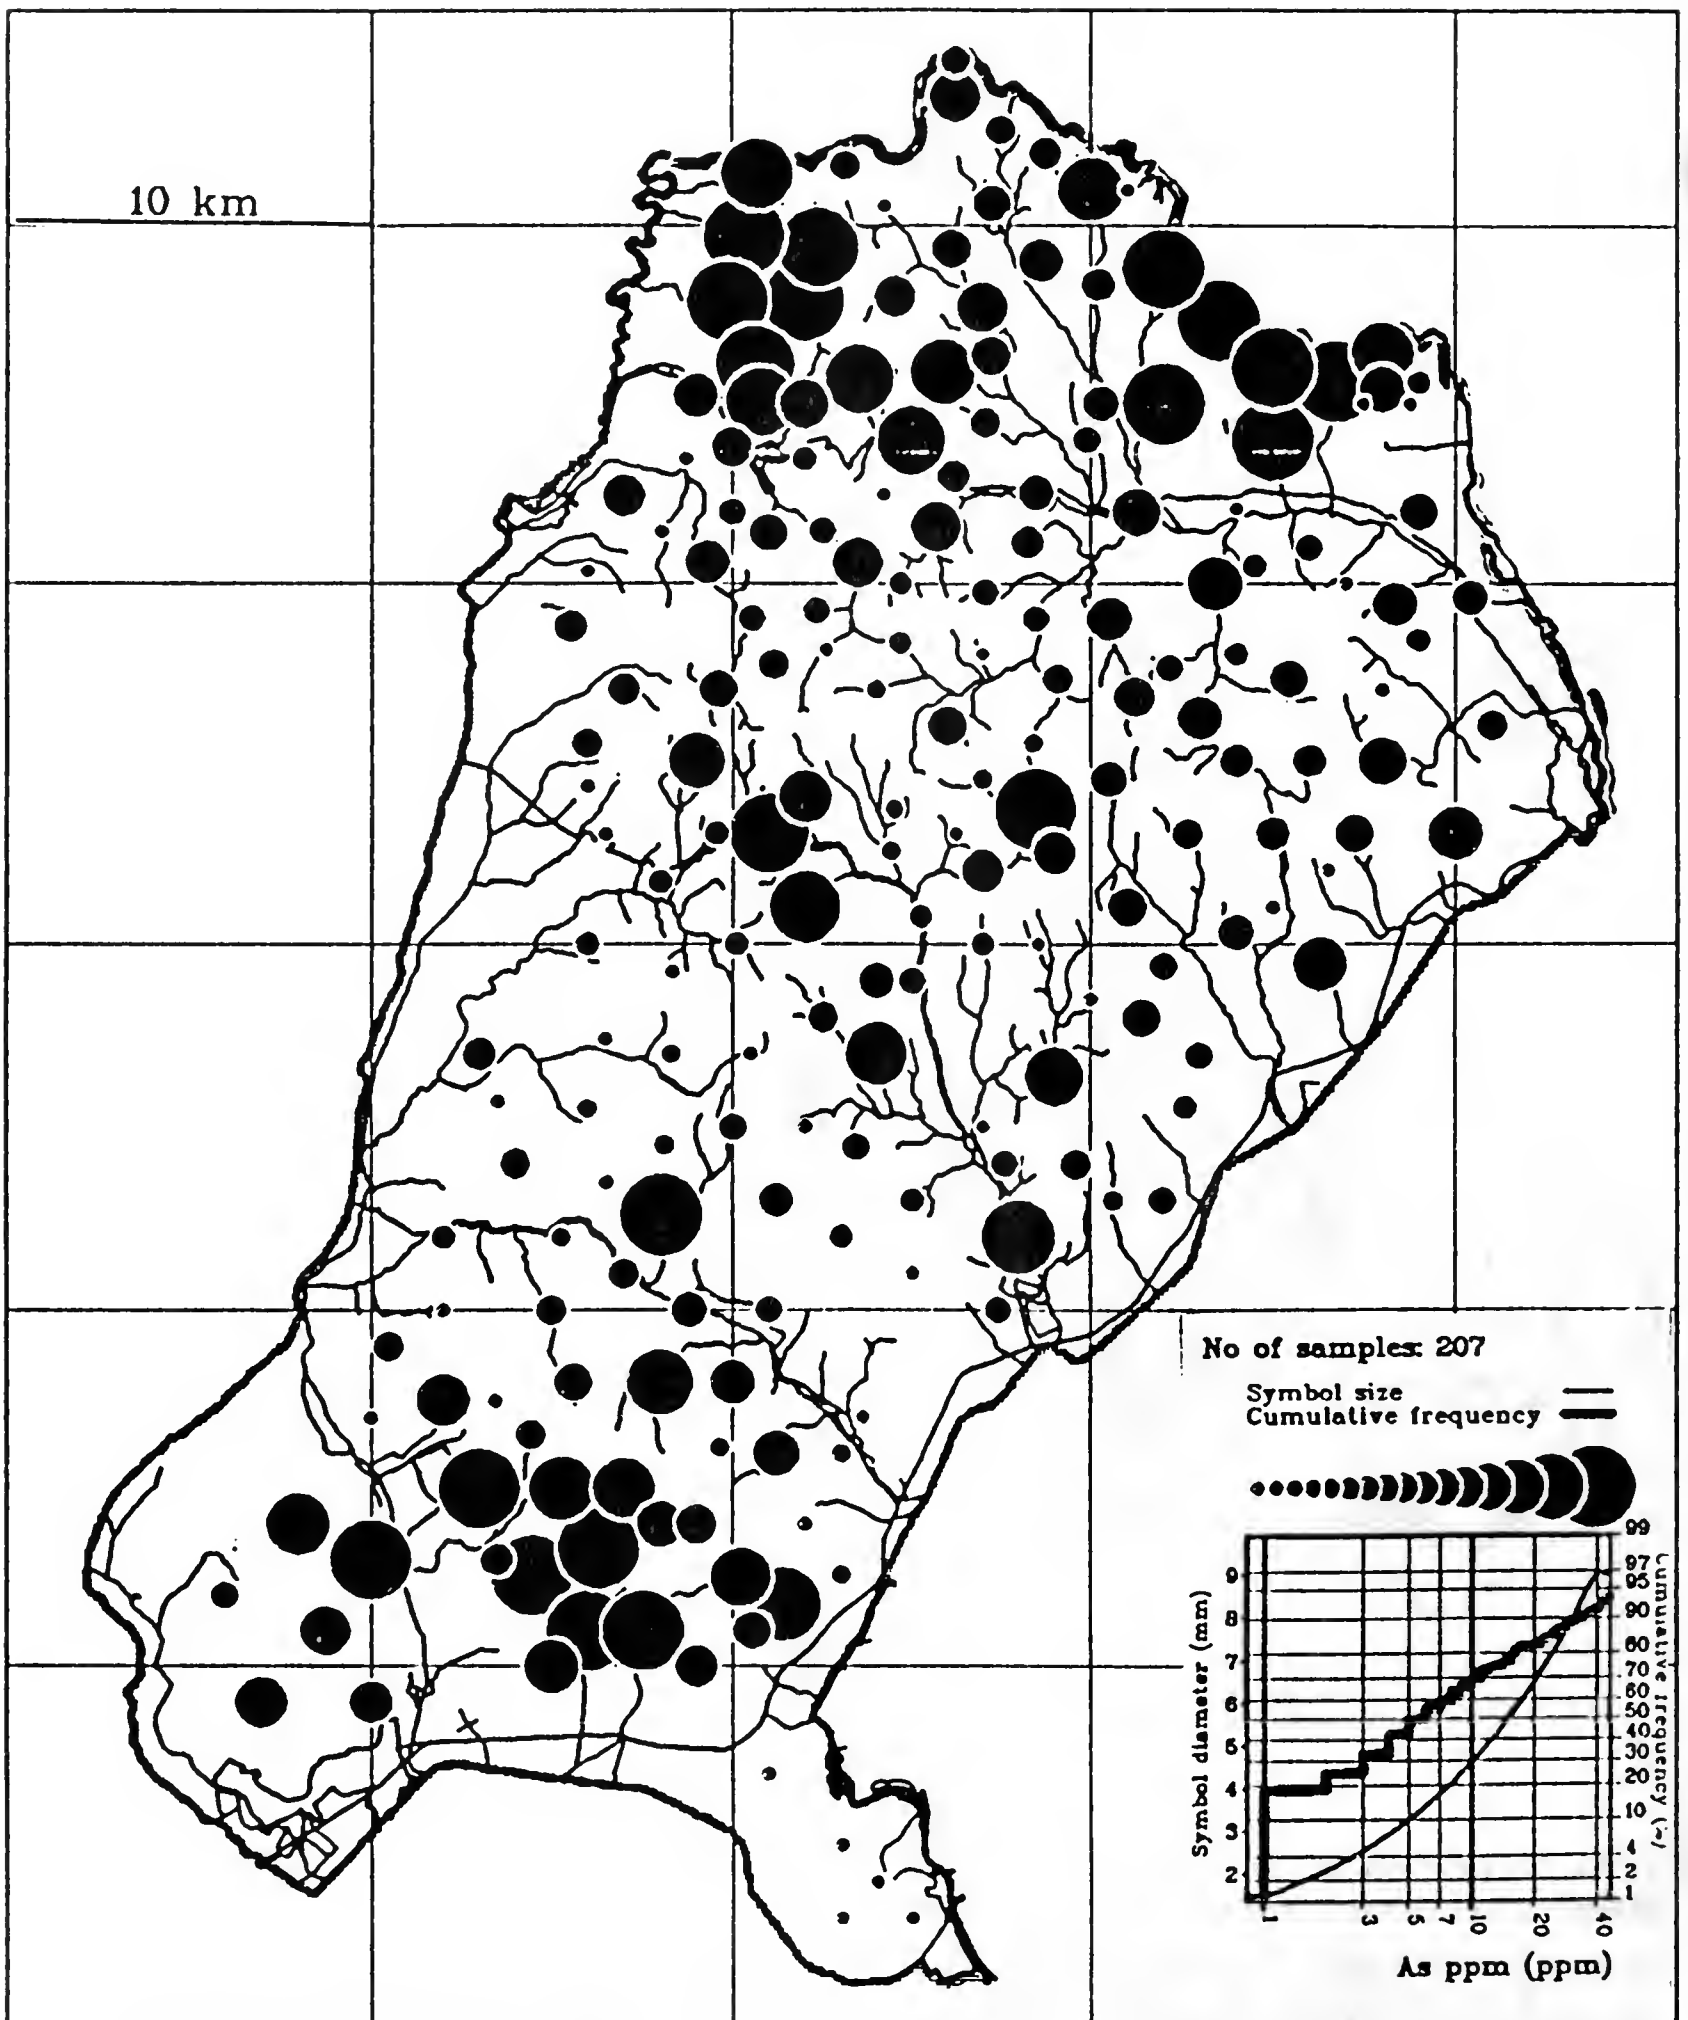 10 km
No of samples: 207
Symbol size
Cumulative frequency
99
97
95
90
80
70
60
50
40
30
20
10
4
2
1
Cumulative frequency (%)
9
8
7
6
5
4
3
2
Symbol diameter (mm)
1 3 5 7 10 20 40
As ppm (ppm)